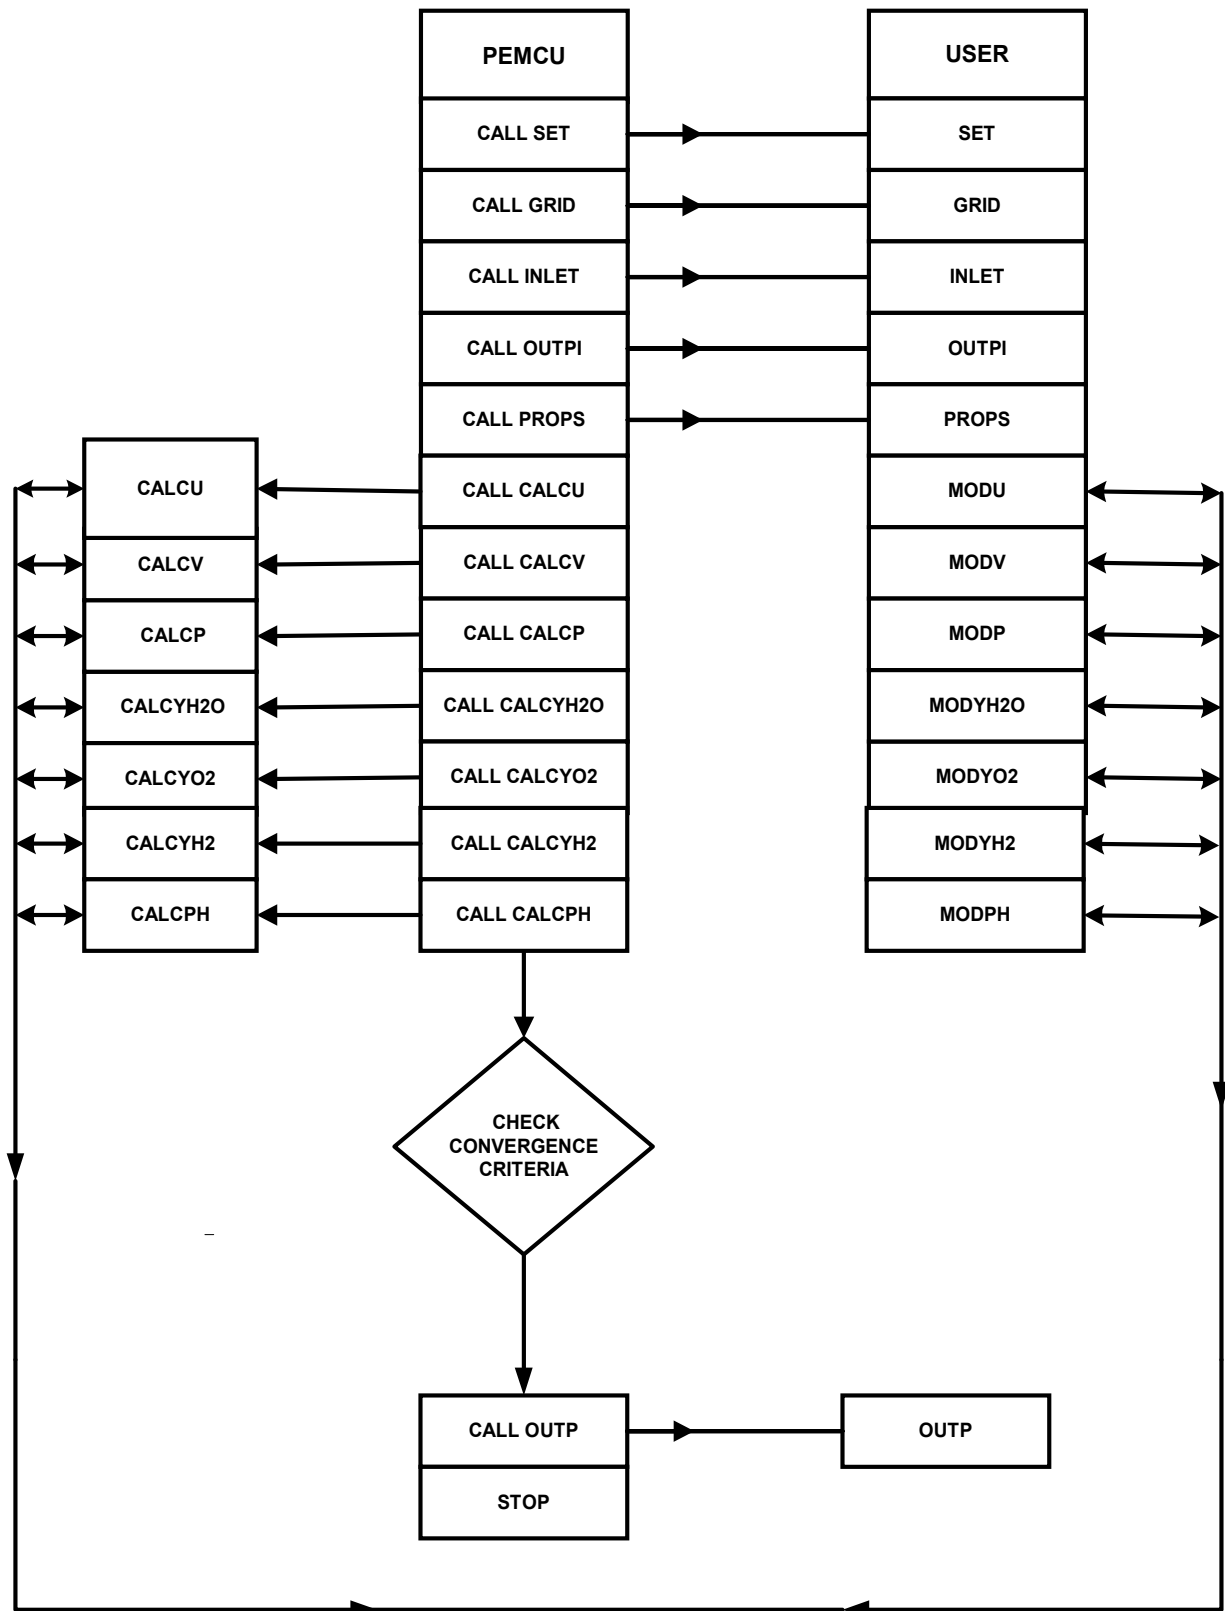 PEMCU
USER
CALL SET
SET
CALL GRID
GRID
CALL INLET
INLET
CALL OUTPI
OUTPI
CALL PROPS
PROPS
CALCU
CALL CALCU
MODU
CALCV
CALL CALCV
MODV
CALCP
CALL CALCP
MODP
CALCYH2O
CALL CALCYH2O
MODYH2O
CALCYO2
CALL CALCYO2
MODYO2
CALCYH2
CALL CALCYH2
MODYH2
CALCPH
CALL CALCPH
MODPH
CHECK
CONVERGENCE
CRITERIA
CALL OUTP
OUTP
STOP